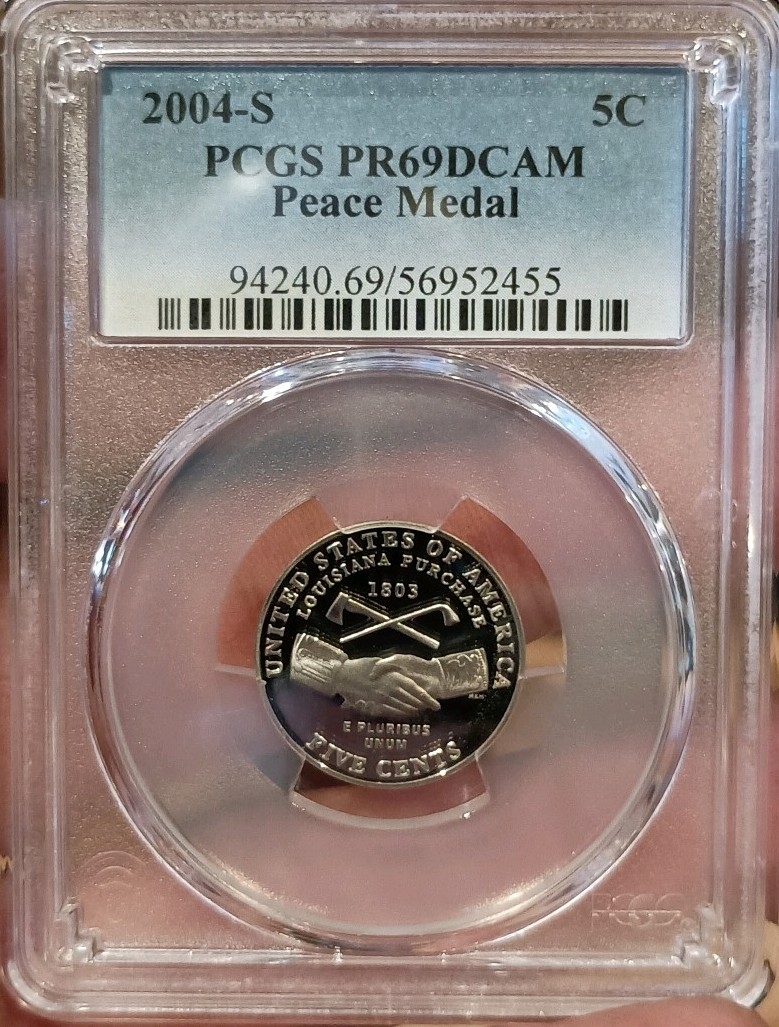 2004-S 5C
PCGS PR69DCAM
Peace Medal
94240.69/56952455
UNITED STATES OF AMERICA
LOUISIANA PURCHASE
1803
E PLURIBUS
UNUM
FIVE CENTS
PCGS